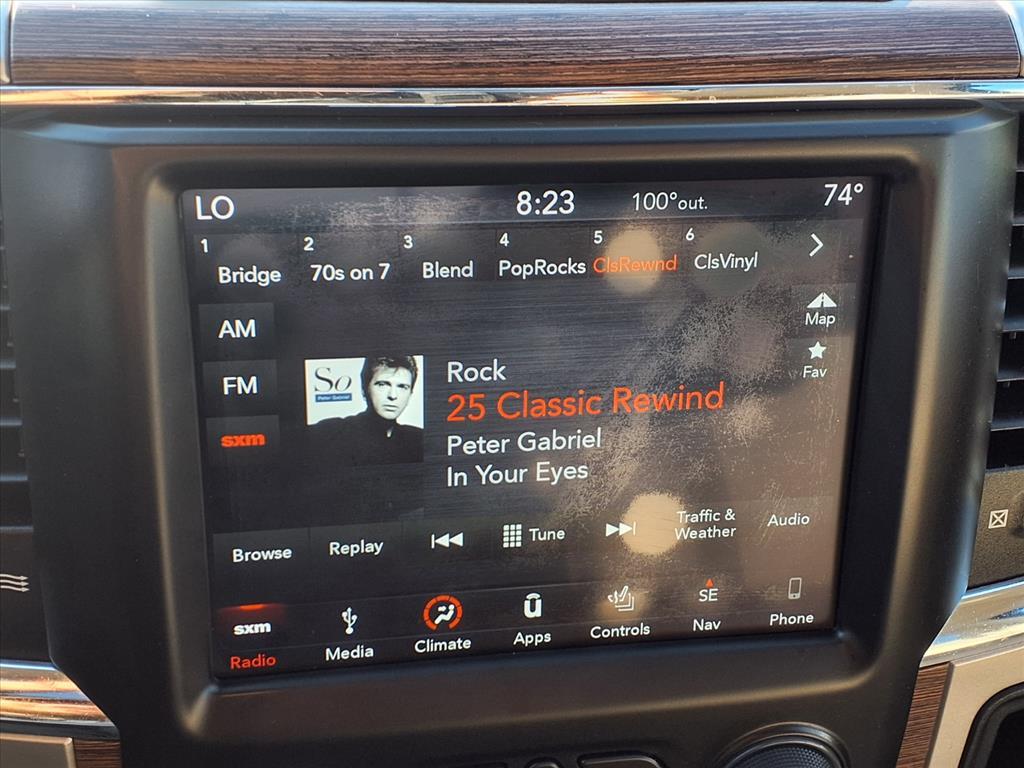 LO 8:23 100°out. 74°
1 2 3 4 5 6
Bridge 70s on 7 Blend PopRocks ClsRewnd ClsVinyl
AM
FM
sxm
Map
Fav
So
Peter Gabriel
Rock
25 Classic Rewind
Peter Gabriel
In Your Eyes
Browse Replay Tune
Traffic &
Weather
Audio
sxm
Radio
Media
Climate
Apps
Controls
SE
Nav
Phone